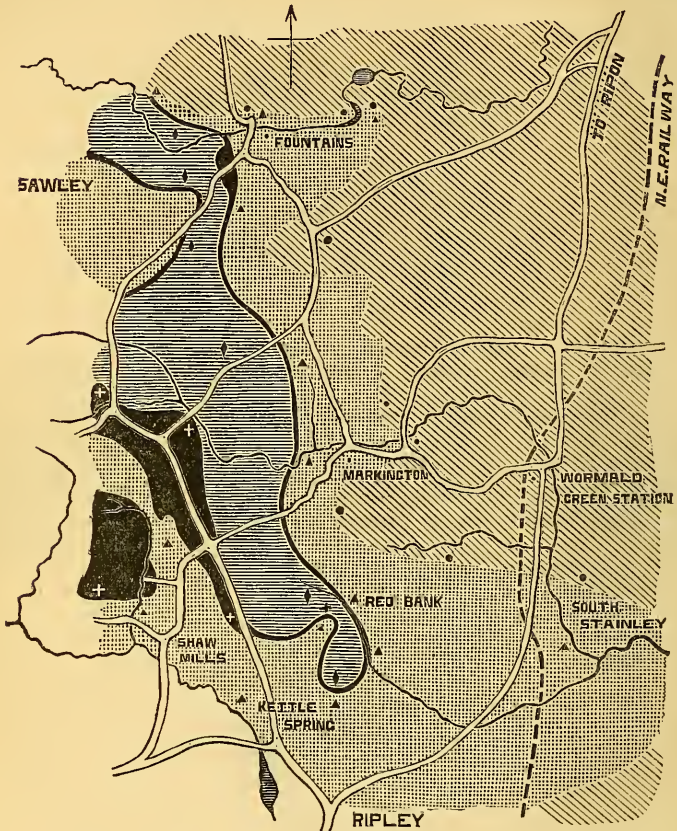 TO RIPON
N.E. RAILWAY
FOUNTAINS
SAWLEY
MARKINGTON
WORMALD
GREEN STATION
RED BANK
SOUTH
STAINLEY
SHAW
MILLS
KETTLE
SPRING
RIPLEY